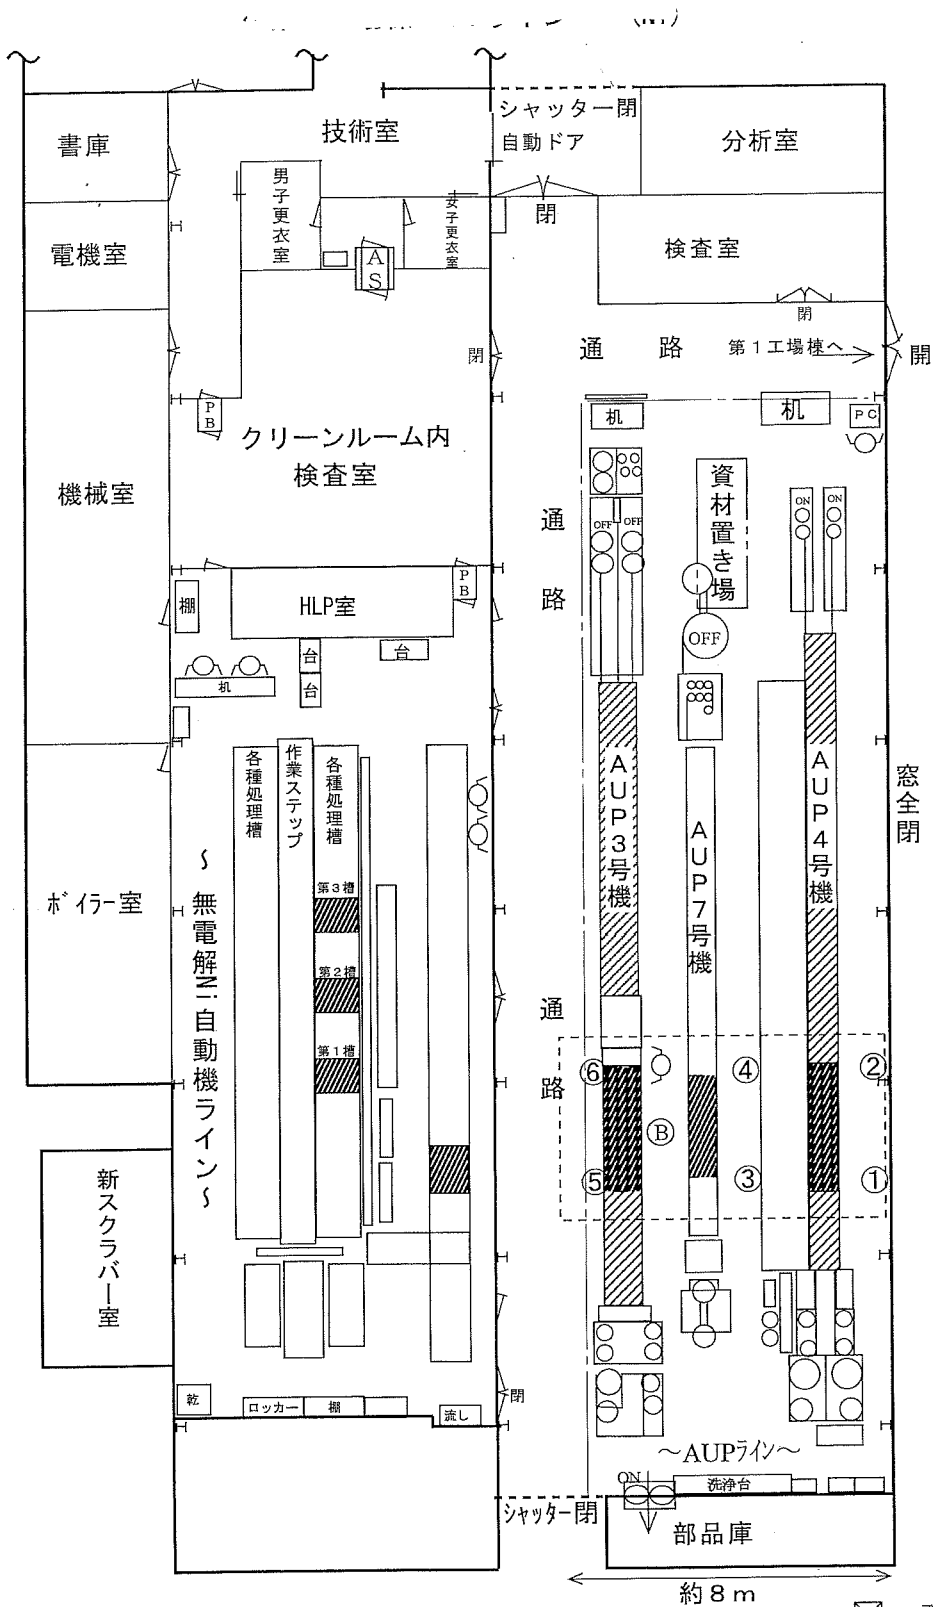 (N1)
シャッター閉
自動ドア
技術室
書庫
分析室
男子更衣室
女子更衣室
閉
電機室
検査室
AS
閉
通 路
第1工場棟へ
開
閉
机
机
PC
PB
クリーンルーム内
検査室
機械室
資材置き場
ON
ON
OFF
OFF
通
路
PB
棚
HLP室
台
台
台
OFF
机
各種処理槽
作業ステップ
各種処理槽
AUP3号機
AUP7号機
AUP4号機
窓全閉
ボイラー室
第3槽
第2槽
第1槽
～無電解Ni自動機ライン～
通
路
⑥
④
②
Ⓑ
⑤
③
①
新スクラバー室
乾
ロッカー
棚
流し
閉
～AUPライン～
ON
洗浄台
シャッター閉
部品庫
約8m